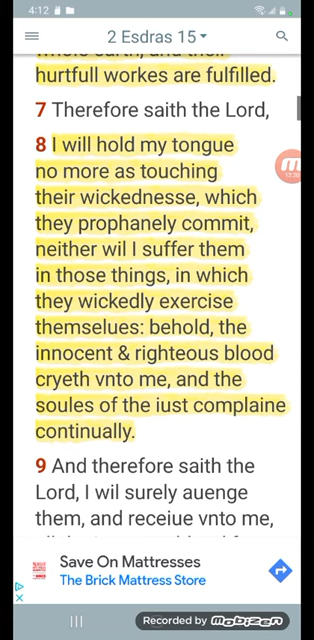 4:12
2 Esdras 15
hurtfull workes are fulfilled.
7 Therefore saith the Lord,
8 I will hold my tongue
no more as touching
their wickednesse, which
they prophanely commit,
neither wil I suffer them
in those things, in which
they wickedly exercise
themselues: behold, the
innocent & righteous blood
cryeth vnto me, and the
soules of the iust complaine
continually.
9 And therefore saith the
Lord, I wil surely auenge
them, and receiue vnto me,
Save On Mattresses
The Brick Mattress Store
Recorded by mobizen